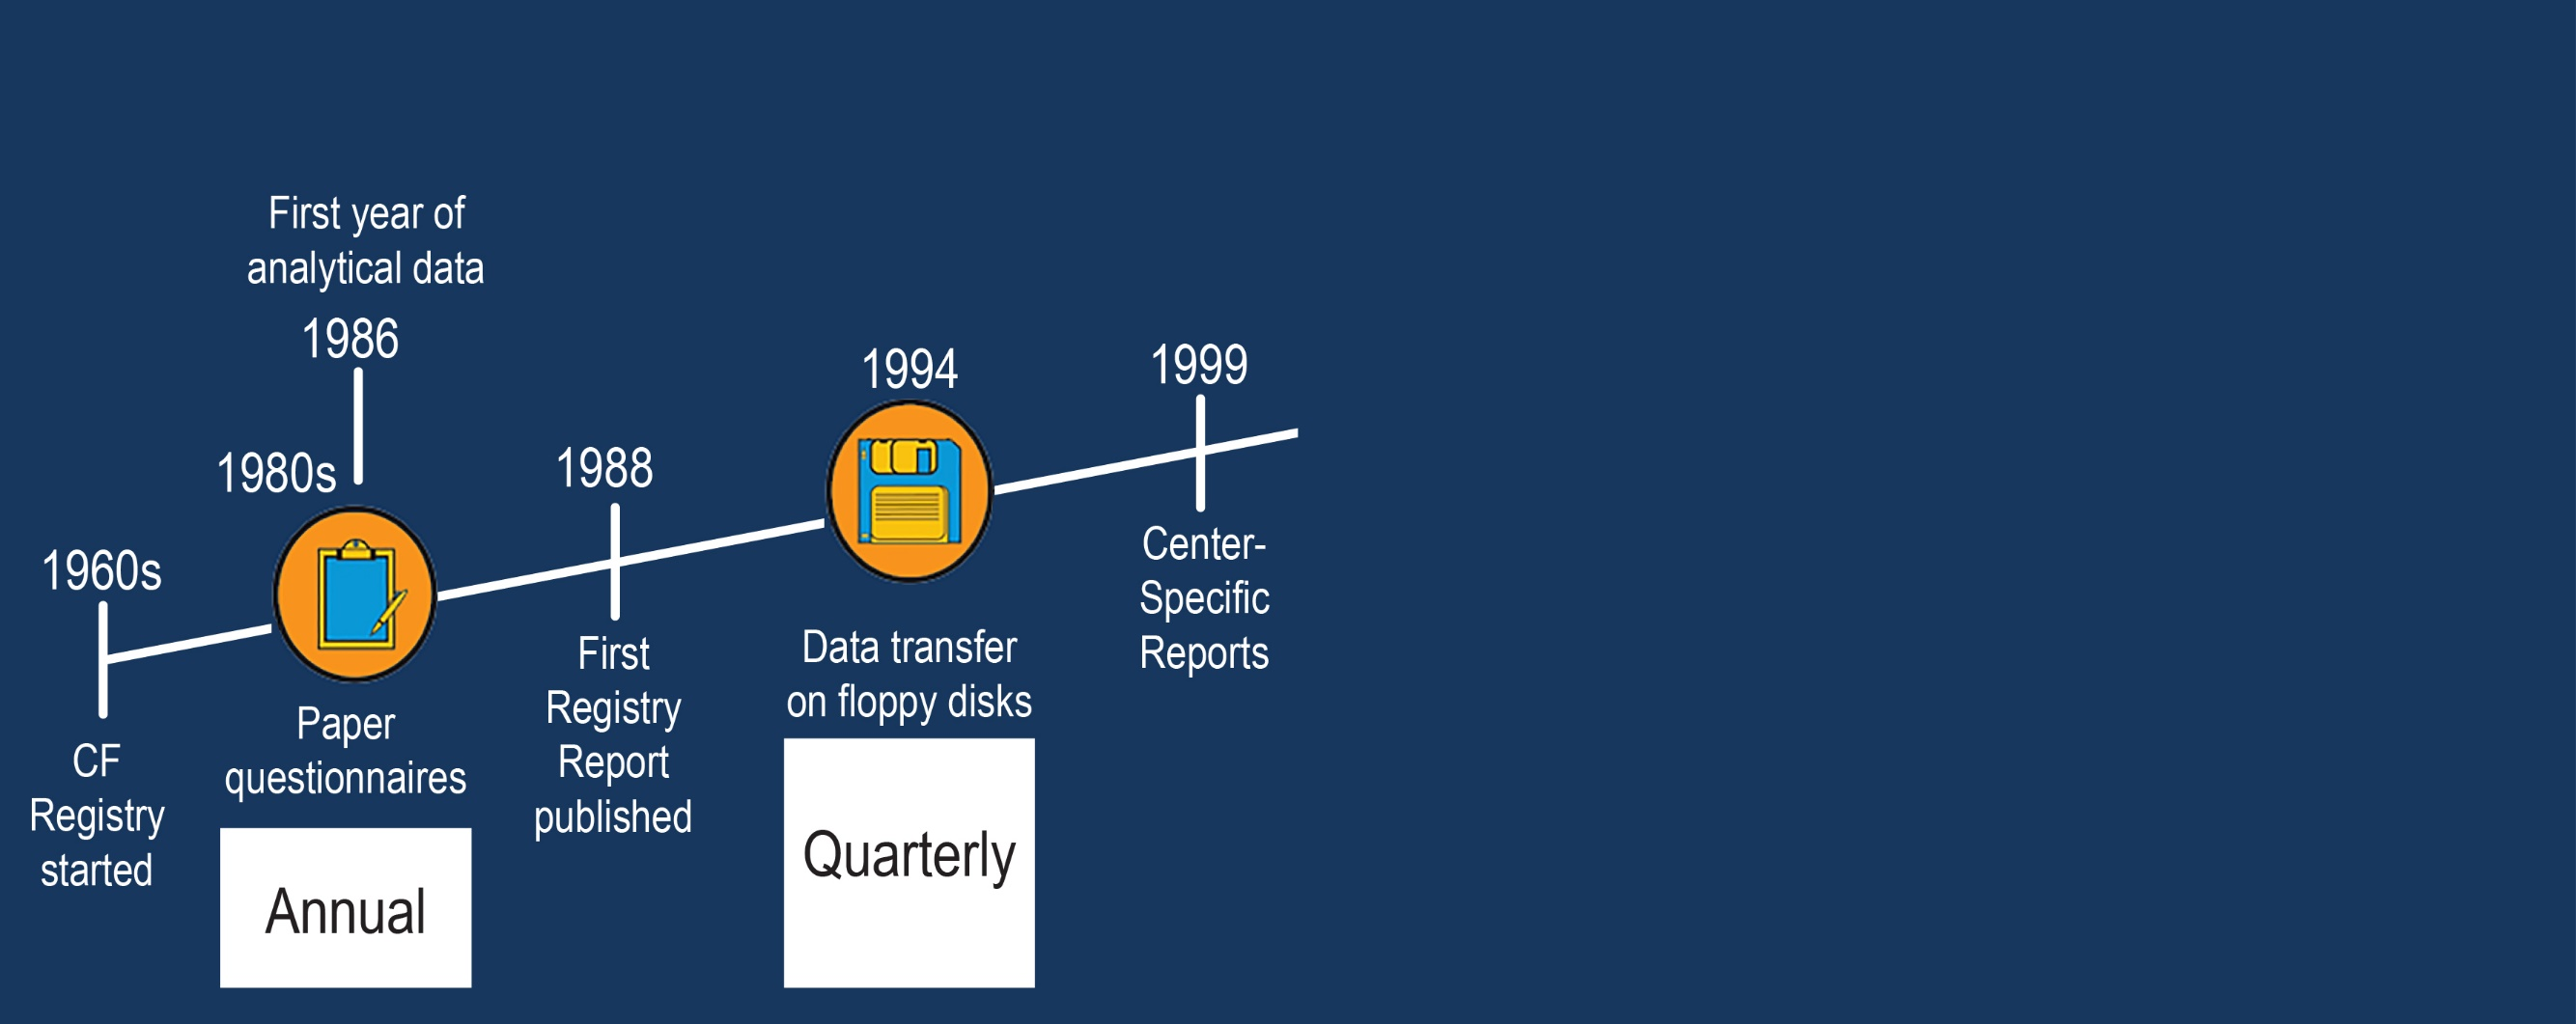 First year of
analytical data
1986
1980s
1960s
CF
Registry
started
Paper
questionnaires
Annual
1988
First
Registry
Report
published
1994
Data transfer
on floppy disks
Quarterly
1999
Center-
Specific
Reports